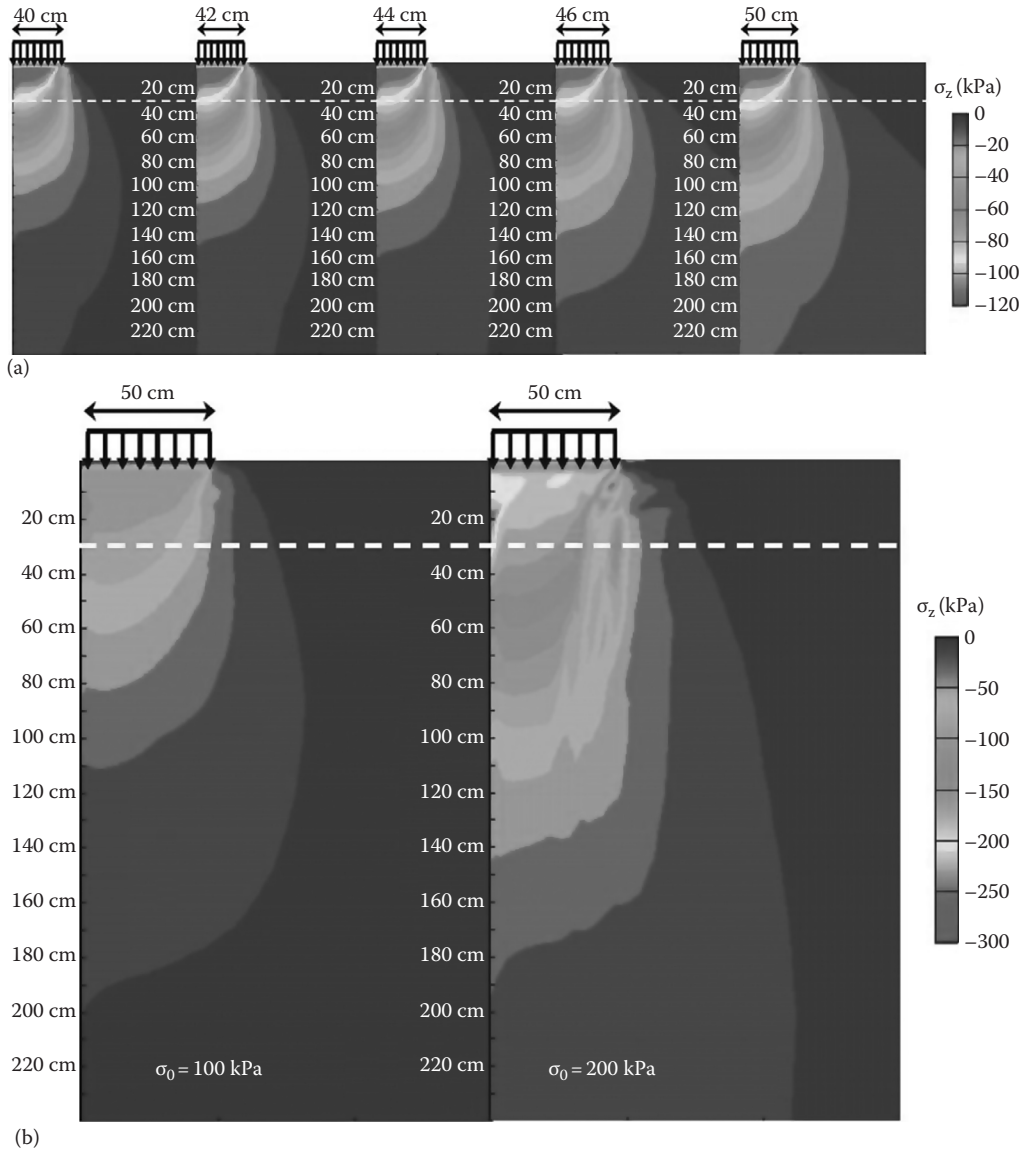 40 cm 42 cm 44 cm 46 cm 50 cm
20 cm 20 cm 20 cm 20 cm
40 cm 40 cm 40 cm 40 cm
60 cm 60 cm 60 cm 60 cm
80 cm 80 cm 80 cm 80 cm
100 cm 100 cm 100 cm 100 cm
120 cm 120 cm 120 cm 120 cm
140 cm 140 cm 140 cm 140 cm
160 cm 160 cm 160 cm 160 cm
180 cm 180 cm 180 cm 180 cm
200 cm 200 cm 200 cm 200 cm
220 cm 220 cm 220 cm 220 cm
σz (kPa)
0
−20
−40
−60
−80
−100
−120
(a)
50 cm 50 cm
20 cm 20 cm
40 cm 40 cm
60 cm 60 cm
80 cm 80 cm
100 cm 100 cm
120 cm 120 cm
140 cm 140 cm
160 cm 160 cm
180 cm 180 cm
200 cm 200 cm
220 cm 220 cm
σ0 = 100 kPa σ0 = 200 kPa
σz (kPa)
0
−50
−100
−150
−200
−250
−300
(b)